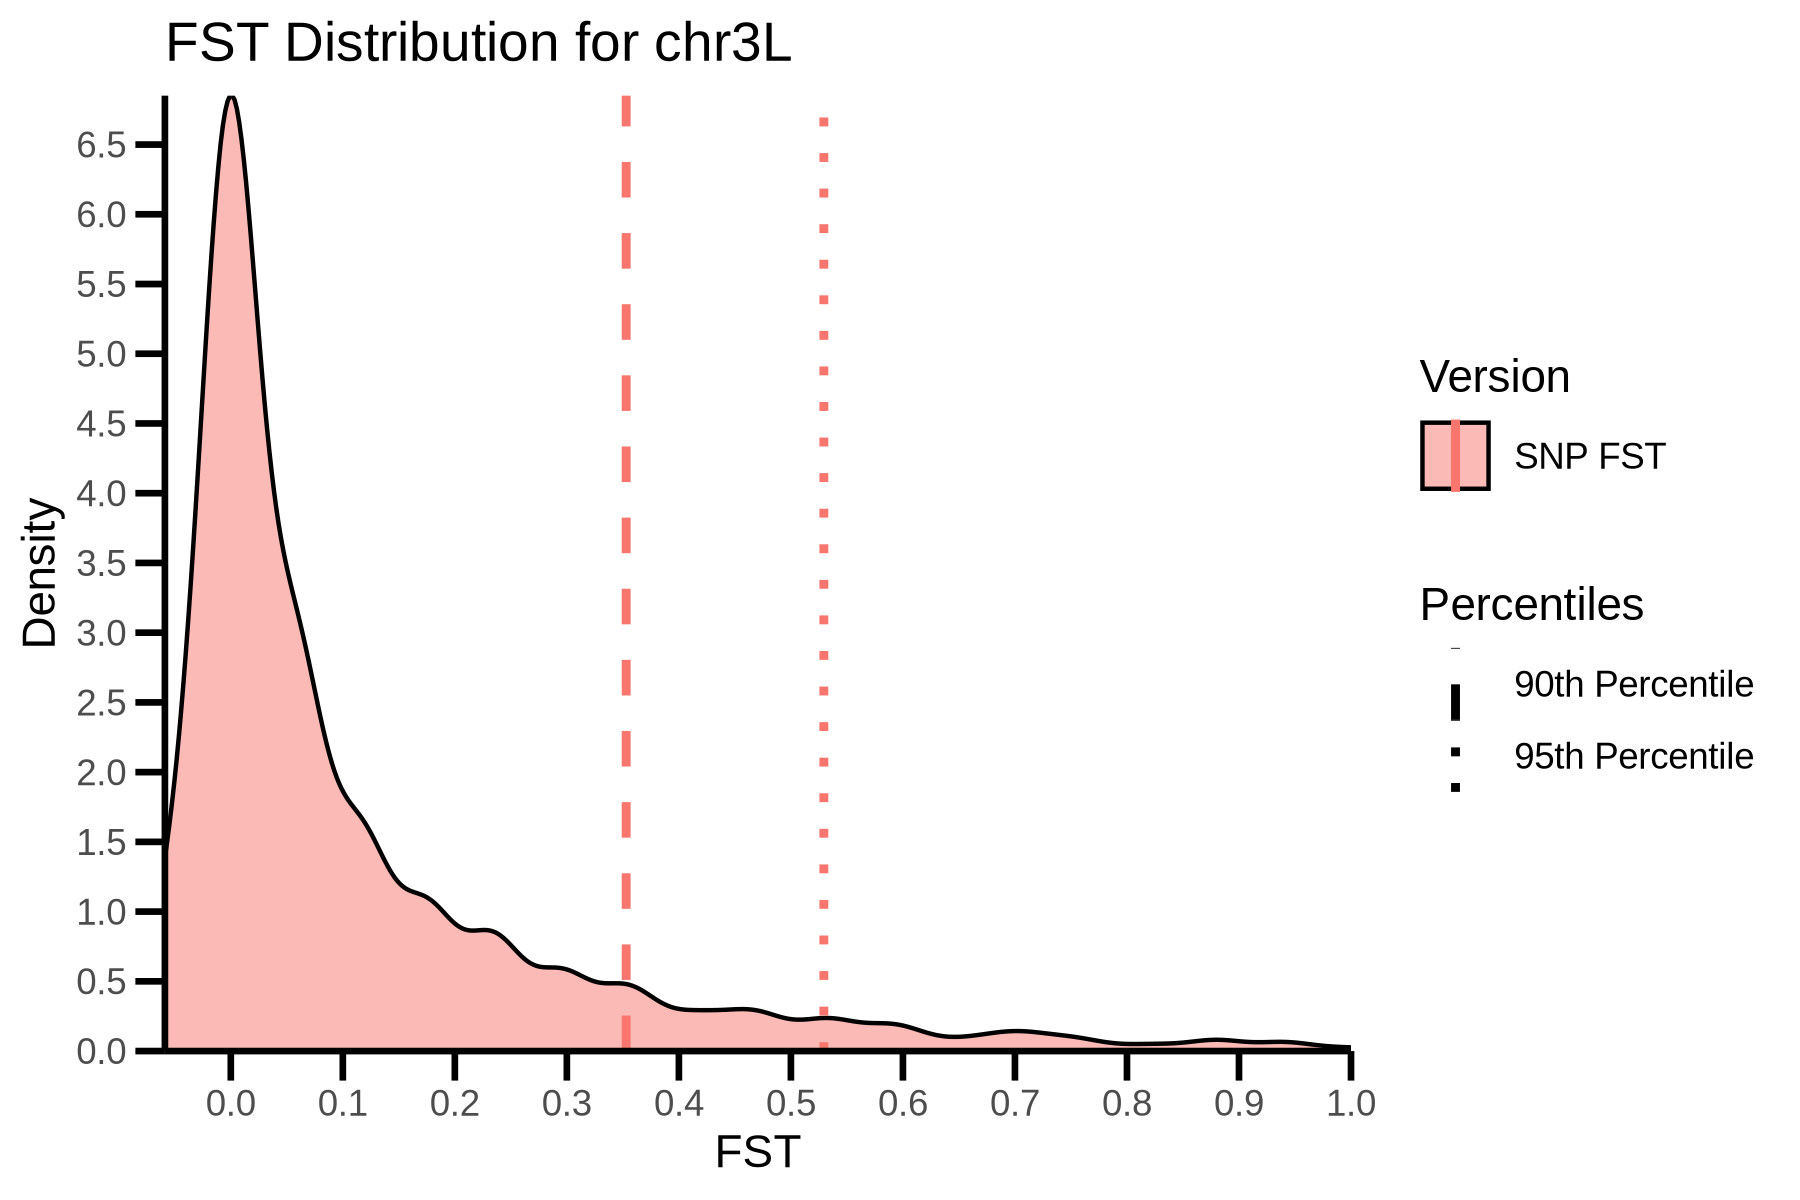 FST Distribution for chr3L
6.5
6.0
5.5
5.0
4.5
4.0
3.5
3.0
2.5
2.0
1.5
1.0
0.5
0.0
Density
0.0 0.1 0.2 0.3 0.4 0.5 0.6 0.7 0.8 0.9 1.0
FST
Version
SNP FST
Percentiles
90th Percentile
95th Percentile